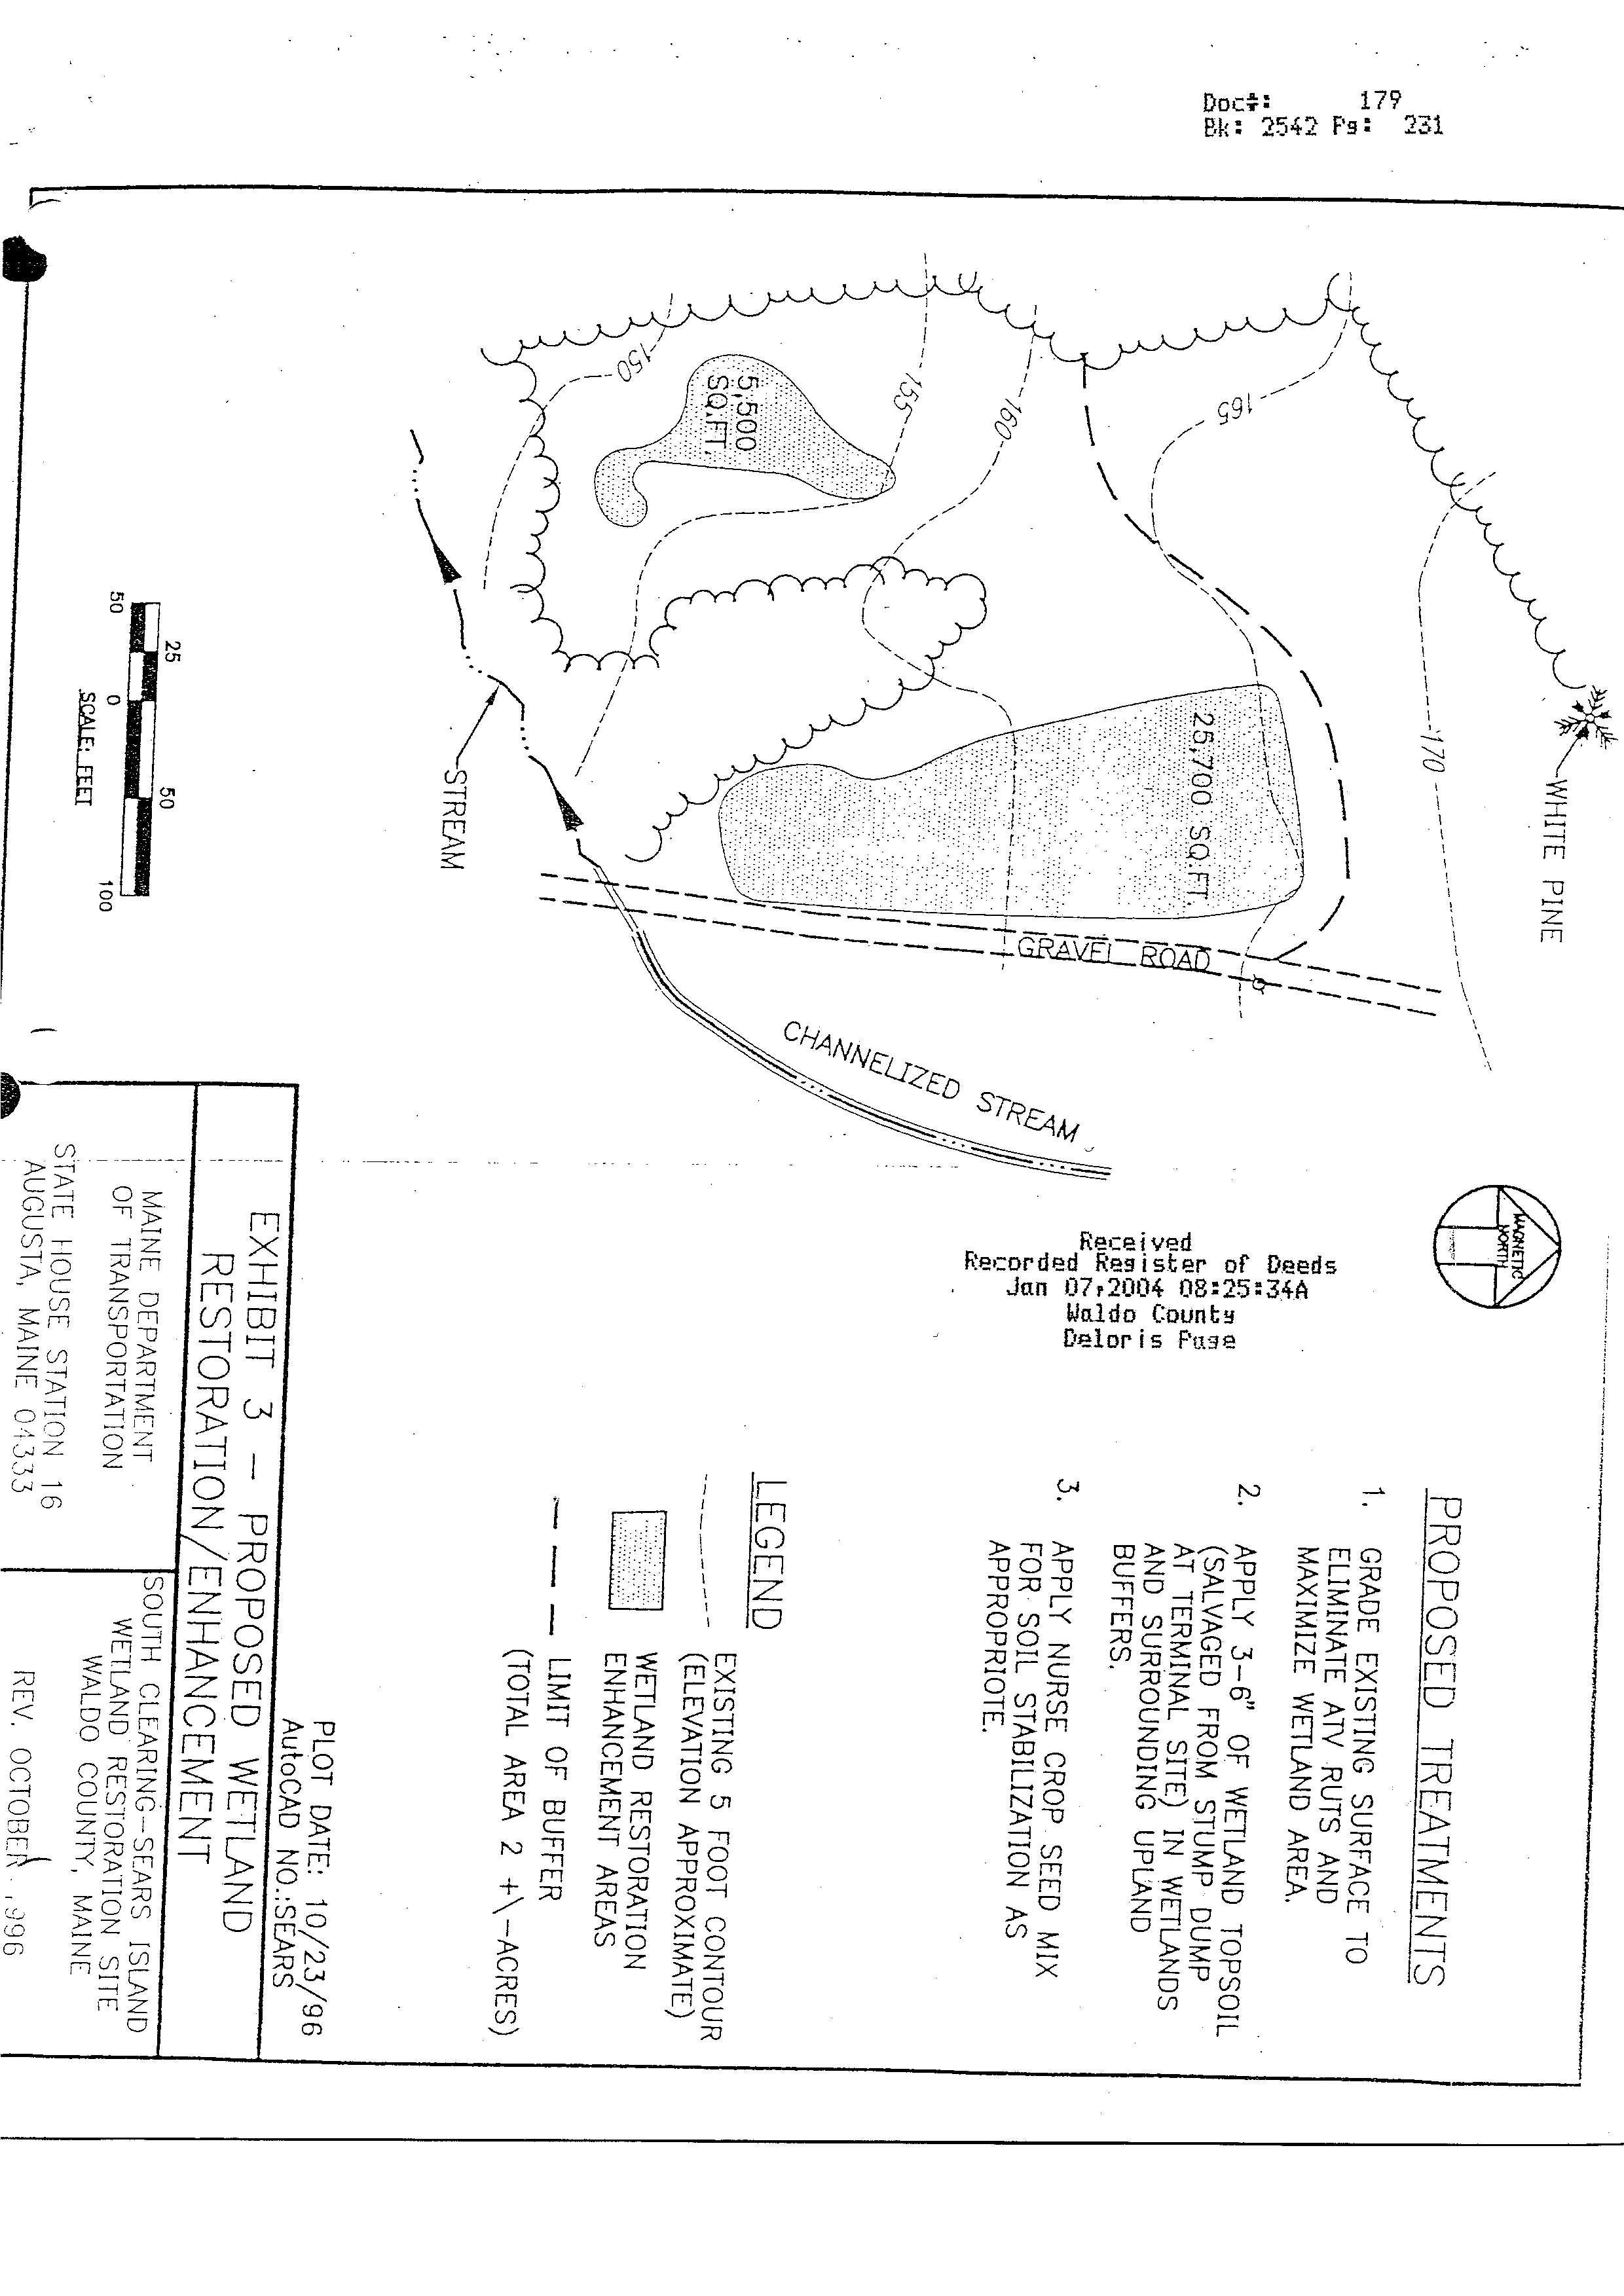 Doc#: 179
Bk: 2542 Pg: 231
WHITE PINE
170
165
160
155
150
5,500
SQ.FT.
25,700 SQ.FT.
GRAVEL ROAD
CHANNELIZED STREAM
STREAM
50 25 0 50 100
SCALE: FEET
MAGNETIC
NORTH
Received
Recorded Register of Deeds
Jan 07,2004 08:25:34A
Waldo County
Deloris Page
PROPOSED TREATMENTS
1. GRADE EXISTING SURFACE TO
ELIMINATE ATV RUTS AND
MAXIMIZE WETLAND AREA.
2. APPLY 3-6" OF WETLAND TOPSOIL
(SALVAGED FROM STUMP DUMP
AT TERMINAL SITE) IN WETLANDS
AND SURROUNDING UPLAND
BUFFERS.
3. APPLY NURSE CROP SEED MIX
FOR SOIL STABILIZATION AS
APPROPRIOTE.
LEGEND
EXISTING 5 FOOT CONTOUR
(ELEVATION APPROXIMATE)
WETLAND RESTORATION
ENHANCEMENT AREAS
LIMIT OF BUFFER
(TOTAL AREA 2 +\-ACRES)
PLOT DATE: 10/23/96
AutoCAD NO.:SEARS
EXHIBIT 3 - PROPOSED WETLAND
RESTORATION/ENHANCEMENT
MAINE DEPARTMENT
OF TRANSPORTATION
STATE HOUSE STATION 16
AUGUSTA, MAINE 04333
SOUTH CLEARING-SEARS ISLAND
WETLAND RESTORATION SITE
WALDO COUNTY, MAINE
REV. OCTOBER